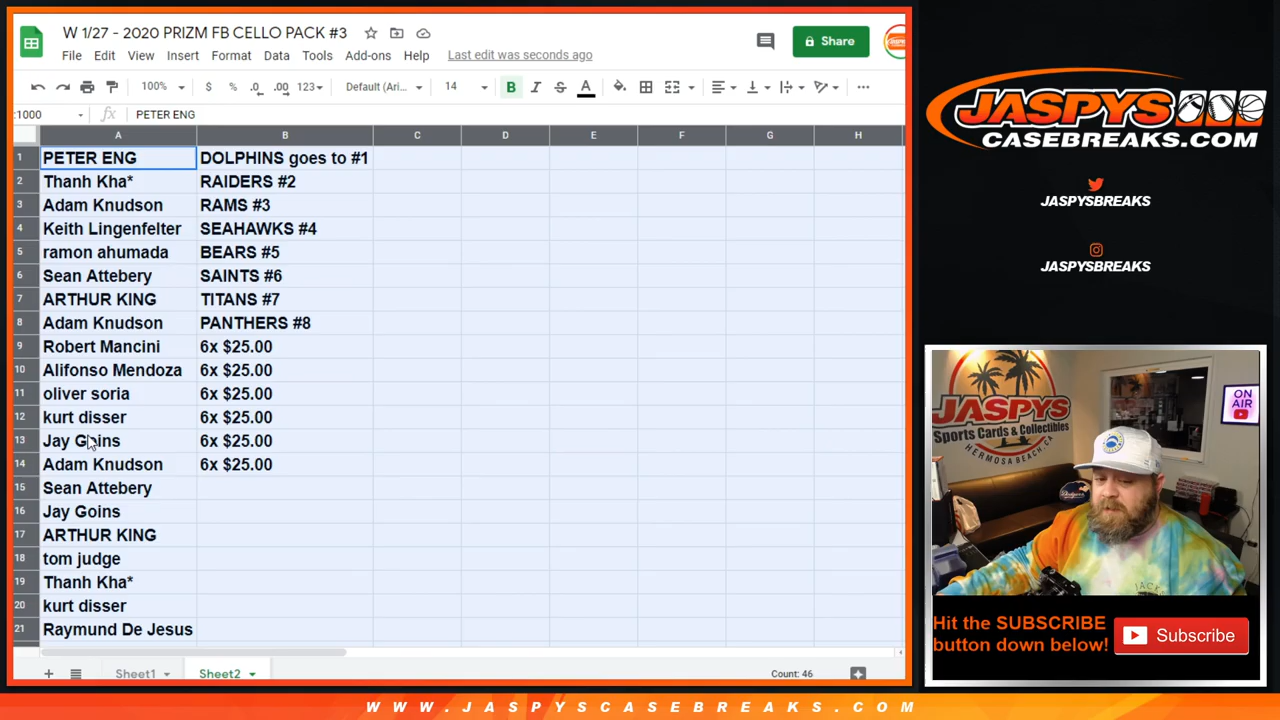 W 1/27 - 2020 PRIZM FB CELLO PACK #3
File Edit View Insert Format Data Tools Add-ons Help Last edit was seconds ago
Share
100% $ % .0 .00 123 Default (Ari... 14 B I S A
:1000 fx PETER ENG
A B C D E F G H
1 PETER ENG DOLPHINS goes to #1
2 Thanh Kha* RAIDERS #2
3 Adam Knudson RAMS #3
4 Keith Lingenfelter SEAHAWKS #4
5 ramon ahumada BEARS #5
6 Sean Attebery SAINTS #6
7 ARTHUR KING TITANS #7
8 Adam Knudson PANTHERS #8
9 Robert Mancini 6x $25.00
10 Alifonso Mendoza 6x $25.00
11 oliver soria 6x $25.00
12 kurt disser 6x $25.00
13 Jay Goins 6x $25.00
14 Adam Knudson 6x $25.00
15 Sean Attebery
16 Jay Goins
17 ARTHUR KING
18 tom judge
19 Thanh Kha*
20 kurt disser
21 Raymund De Jesus
Sheet1 Sheet2 Count: 46
JASPYS
CASEBREAKS.COM
JASPYSBREAKS
JASPYSBREAKS
JASPYS
Sports Cards & Collectibles
HERMOSA BEACH, CA
ON AIR
Dodgers
Hit the SUBSCRIBE
button down below!
Subscribe
WWW.JASPYSCASEBREAKS.COM